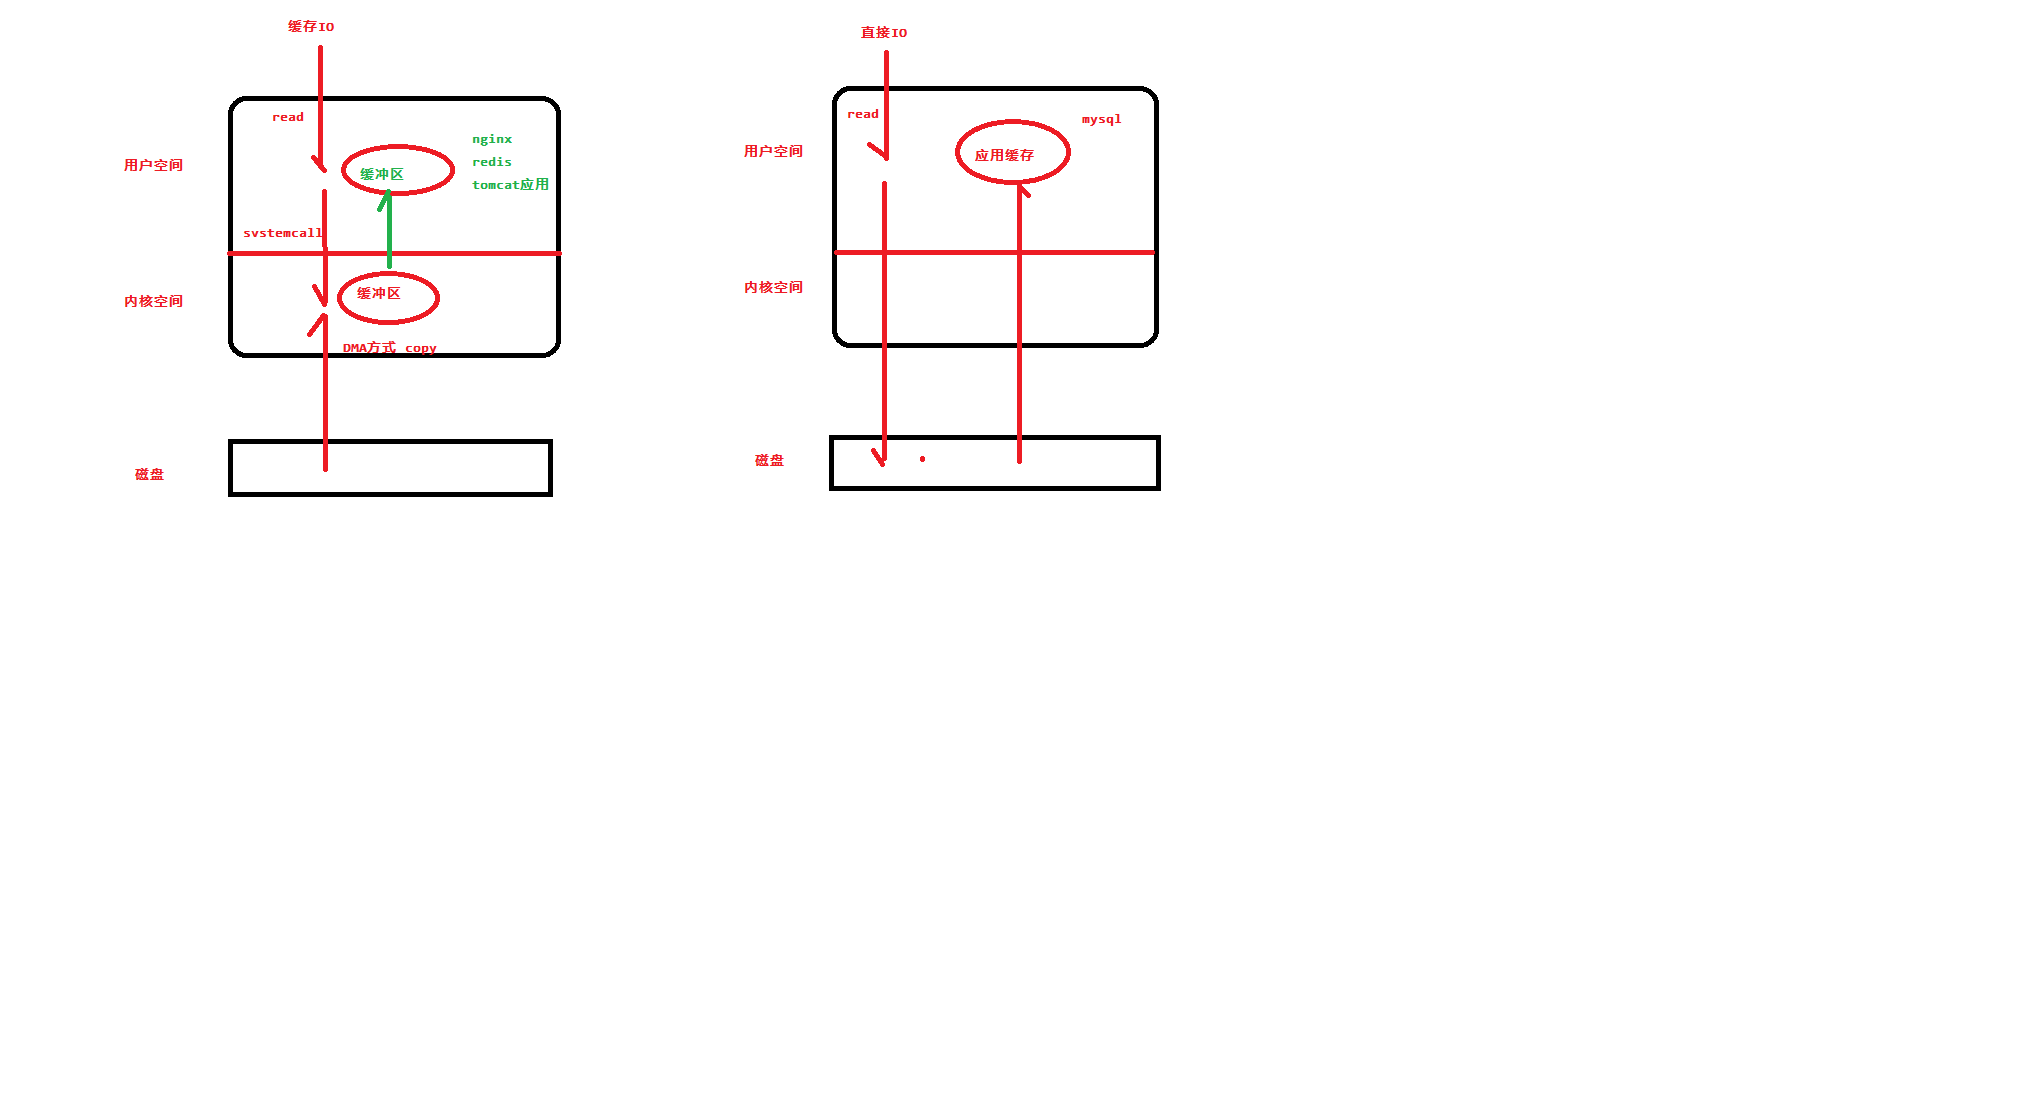 缓存IO
read
nginx
用户空间
缓冲区
redis
tomcat应用
svstemcall
内核空间
缓冲区
DMA方式 copy
磁盘
直接IO
read
mysql
用户空间
应用缓存
内核空间
磁盘